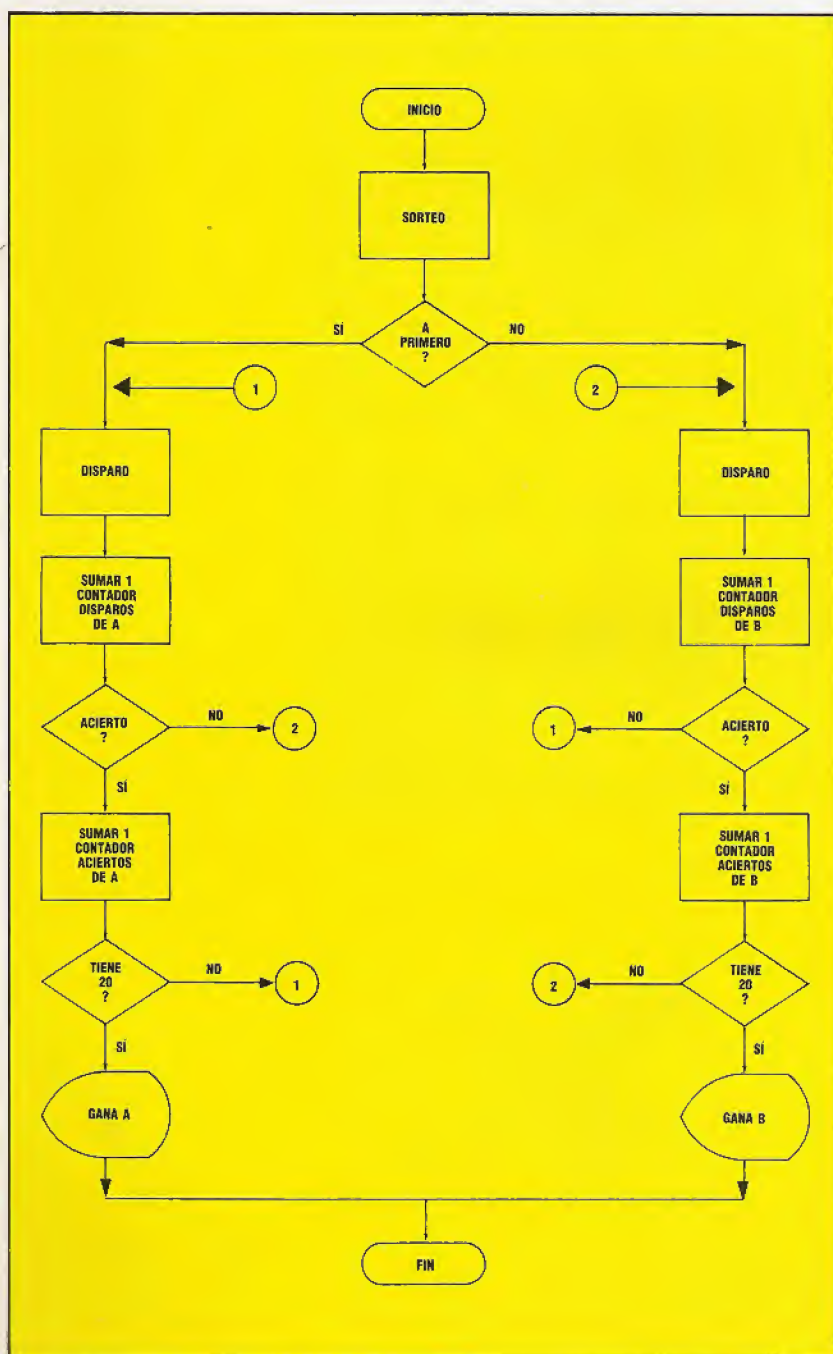 INICIO
SORTEO
A
PRIMERO
?
SÍ
NO
1
2
DISPARO
DISPARO
SUMAR 1
CONTADOR
DISPAROS
DE A
SUMAR 1
CONTADOR
DISPAROS
DE B
ACIERTO
?
NO
2
SÍ
1
NO
ACIERTO
?
SÍ
SUMAR 1
CONTADOR
ACIERTOS
DE A
SUMAR 1
CONTADOR
ACIERTOS
DE B
TIENE
20
?
NO
1
SÍ
2
NO
TIENE
20
?
SÍ
GANA A
GANA B
FIN